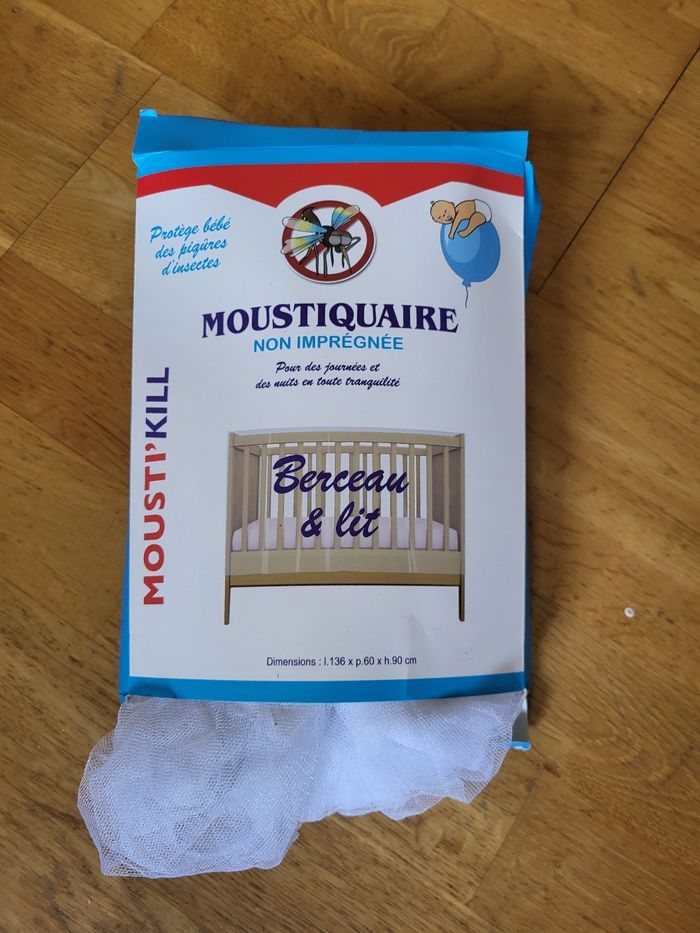 Protège bébé
des piqûres
d'insectes
MOUSTIQUAIRE
NON IMPRÉGNÉE
Pour des journées et
des nuits en toute tranquilité
MOUSTI'KILL
Berceau
& lit
Dimensions : l.136 x p.60 x h.90 cm